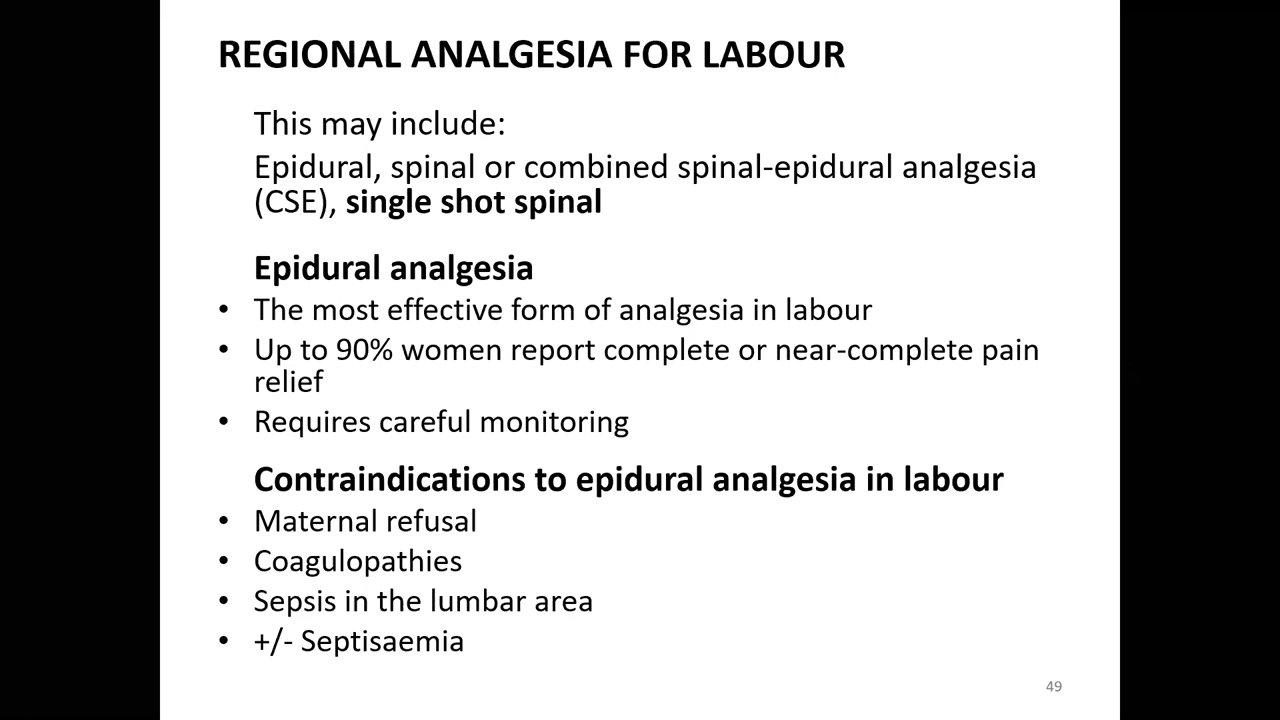 REGIONAL ANALGESIA FOR LABOUR
This may include:
Epidural, spinal or combined spinal-epidural analgesia
(CSE), single shot spinal
Epidural analgesia
• The most effective form of analgesia in labour
• Up to 90% women report complete or near-complete pain
relief
• Requires careful monitoring
Contraindications to epidural analgesia in labour
• Maternal refusal
• Coagulopathies
• Sepsis in the lumbar area
• +/- Septisaemia
49